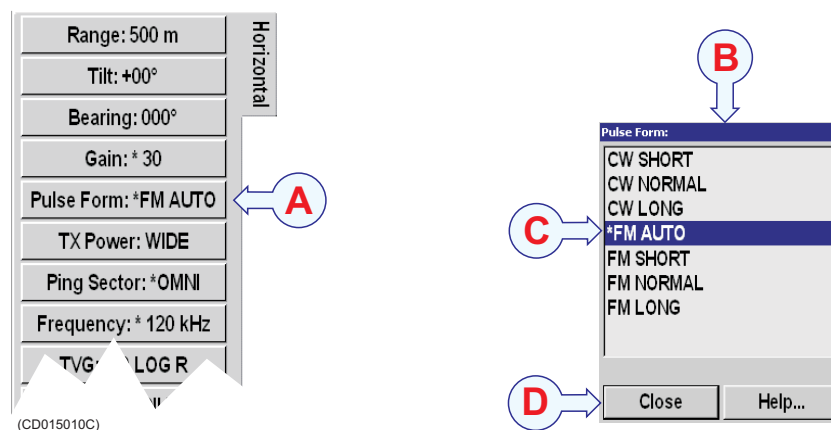 Range: 500 m
Horizontal
Tilt: +00°
Bearing: 000°
Gain: * 30
Pulse Form: *FM AUTO
A
TX Power: WIDE
Ping Sector: *OMNI
Frequency: * 120 kHz
TVG: LOG R
(CD015010C)
B
Pulse Form:
CW SHORT
CW NORMAL
CW LONG
C
*FM AUTO
FM SHORT
FM NORMAL
FM LONG
D
Close
Help...